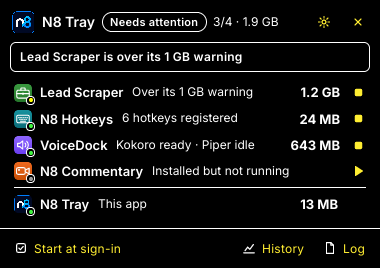 N8 Tray Needs attention 3/4 · 1.9 GB
Lead Scraper is over its 1 GB warning
Lead Scraper Over its 1 GB warning 1.2 GB
N8 Hotkeys 6 hotkeys registered 24 MB
VoiceDock Kokoro ready · Piper idle 643 MB
N8 Commentary Installed but not running
N8 Tray This app 13 MB
Start at sign-in History Log